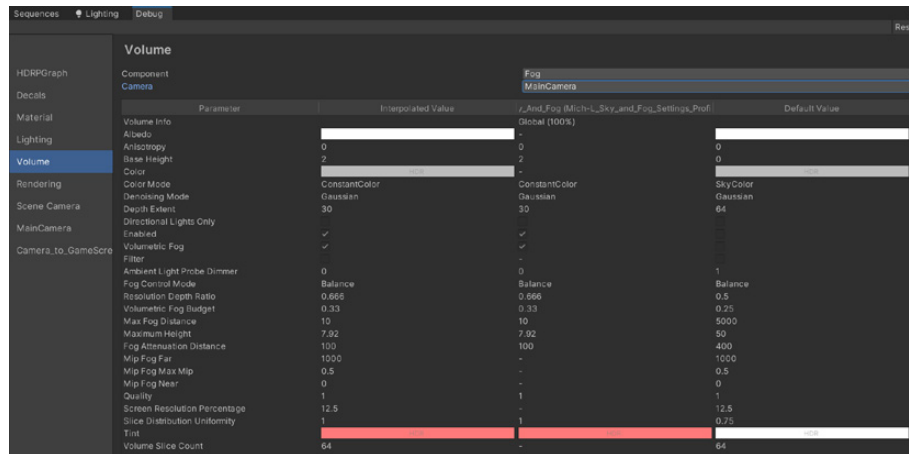 Sequences Lighting Debug
Res
Volume
HDRPGraph
Decals
Material
Lighting
Volume
Rendering
Scene Camera
MainCamera
Camera_to_GameScre
Component Fog
Camera MainCamera
Parameter Interpolated Value y_And_Fog (Mich-L_Sky_and_Fog_Settings_Profi Default Value
Volume Info Global (100%)
Albedo -
Anisotropy 0 0 0
Base Height 2 2 0
Color HDR - HDR
Color Mode ConstantColor ConstantColor SkyColor
Denoising Mode Gaussian Gaussian Gaussian
Depth Extent 30 30 64
Directional Lights Only
Enabled
Volumetric Fog
Filter -
Ambient Light Probe Dimmer 0 0 1
Fog Control Mode Balance Balance Balance
Resolution Depth Ratio 0.666 0.666 0.5
Volumetric Fog Budget 0.33 0.33 0.25
Max Fog Distance 10 10 5000
Maximum Height 7.92 7.92 50
Fog Attenuation Distance 100 100 400
Mip Fog Far 1000 - 1000
Mip Fog Max Mip 0.5 - 0.5
Mip Fog Near 0 - 0
Quality 1 1 1
Screen Resolution Percentage 12.5 - 12.5
Slice Distribution Uniformity 1 1 0.75
Tint HDR HDR HDR
Volume Slice Count 64 - 64